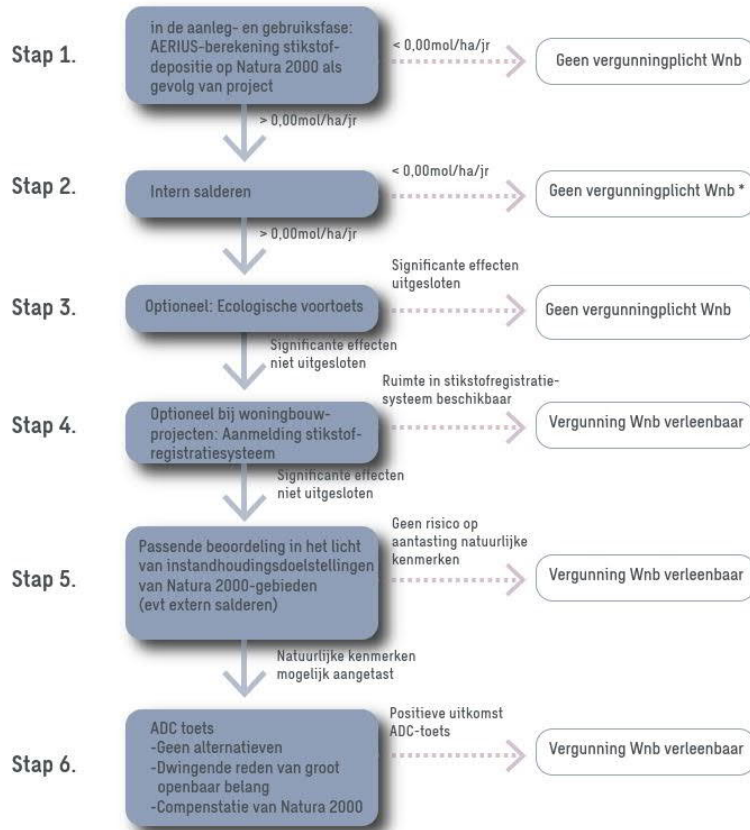 Stap 1.
in de aanleg- en gebruiksfase:
AERIUS-berekening stikstof-
depositie op Natura 2000 als
gevolg van project
< 0,00mol/ha/jr
Geen vergunningplicht Wnb
> 0,00mol/ha/jr
Stap 2.
Intern salderen
< 0,00mol/ha/jr
Geen vergunningplicht Wnb *
> 0,00mol/ha/jr
Stap 3.
Optioneel: Ecologische voortoets
Significante effecten
uitgesloten
Geen vergunningplicht Wnb
Significante effecten
niet uitgesloten
Stap 4.
Optioneel bij woningbouw-
projecten: Aanmelding stikstof-
registratiesysteem
Ruimte in stikstofregistratie-
systeem beschikbaar
Vergunning Wnb verleenbaar
Significante effecten
niet uitgesloten
Stap 5.
Passende beoordeling in het licht
van instandhoudingsdoelstellingen
van Natura 2000-gebieden
(evt extern salderen)
Geen risico op
aantasting natuurlijke
kenmerken
Vergunning Wnb verleenbaar
Natuurlijke kenmerken
mogelijk aangetast
Stap 6.
ADC toets
-Geen alternatieven
-Dwingende reden van groot
openbaar belang
-Compenstatie van Natura 2000
Positieve uitkomst
ADC-toets
Vergunning Wnb verleenbaar